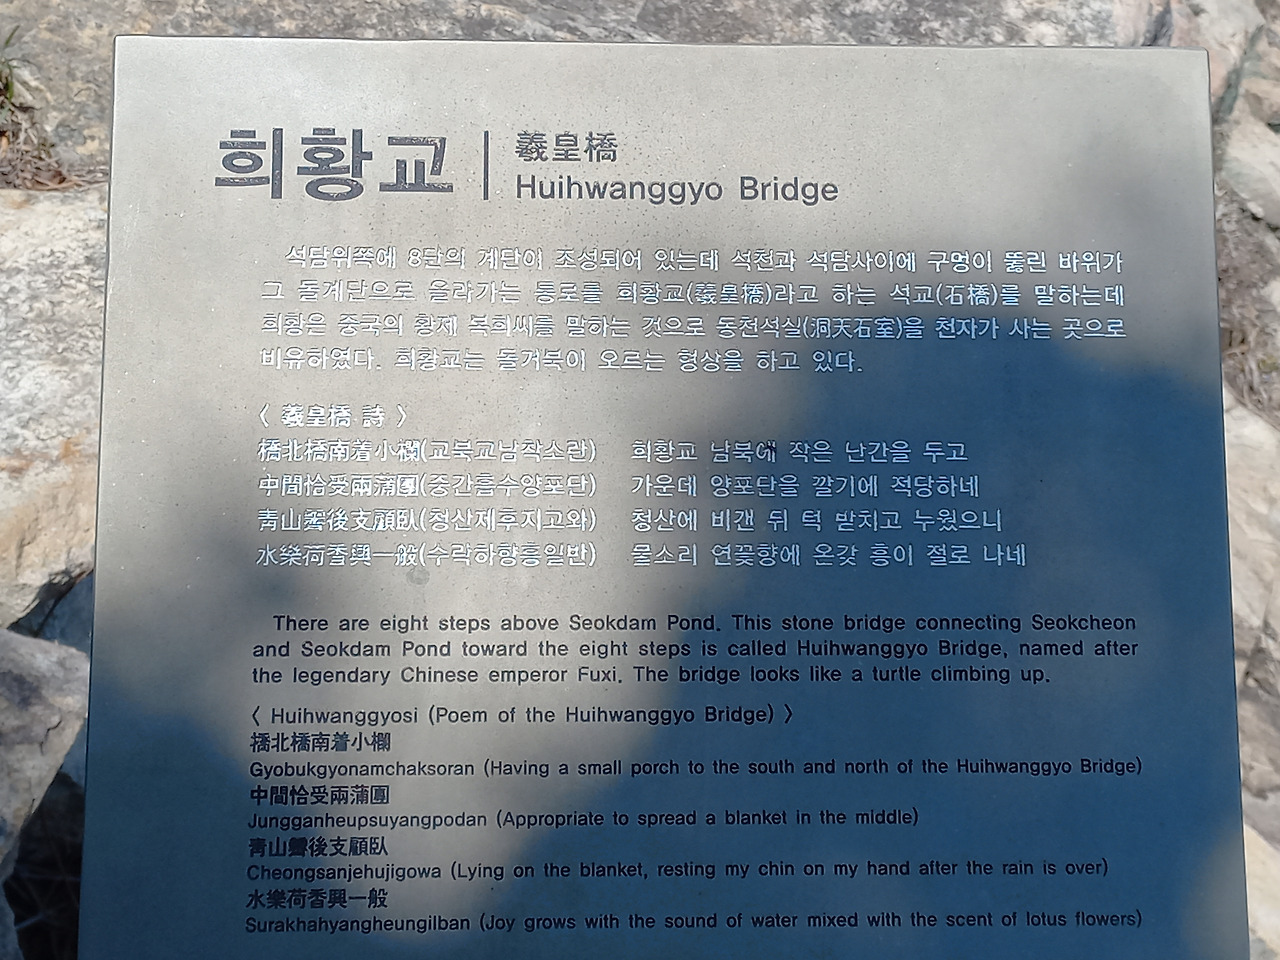 희황교
羲皇橋
Huihwanggyo Bridge
석담위쪽에 8단의 계단이 조성되어 있는데 석천과 석담사이에 구멍이 뚫린 바위가
그 돌계단으로 올라가는 통로를 희황교(羲皇橋)라고 하는 석교(石橋)를 말하는데
희황은 중국의 황제 복희씨를 말하는 것으로 동천석실(洞天石室)을 천자가 사는 곳으로
비유하였다. 희황교는 돌거북이 오르는 형상을 하고 있다.
〈 羲皇橋 詩 〉
橋北橋南着小欄(교북교남착소란) 희황교 남북에 작은 난간을 두고
中間恰受兩蒲團(중간흡수양포단) 가운데 양포단을 깔기에 적당하네
靑山霽後支頤臥(청산제후지고와) 청산에 비갠 뒤 턱 받치고 누웠으니
水樂荷香興一般(수락하향흥일반) 물소리 연꽃향에 온갖 흥이 절로 나네
There are eight steps above Seokdam Pond. This stone bridge connecting Seokcheon
and Seokdam Pond toward the eight steps is called Huihwanggyo Bridge, named after
the legendary Chinese emperor Fuxi. The bridge looks like a turtle climbing up.
〈 Huihwanggyosi (Poem of the Huihwanggyo Bridge) 〉
橋北橋南着小欄
Gyobukgyonamchaksoran (Having a small porch to the south and north of the Huihwanggyo Bridge)
中間恰受兩蒲團
Jungganheupsuyangpodan (Appropriate to spread a blanket in the middle)
靑山霽後支顧臥
Cheongsanjehujigowa (Lying on the blanket, resting my chin on my hand after the rain is over)
水樂荷香興一般
Surakhahyangheungilban (Joy grows with the sound of water mixed with the scent of lotus flowers)